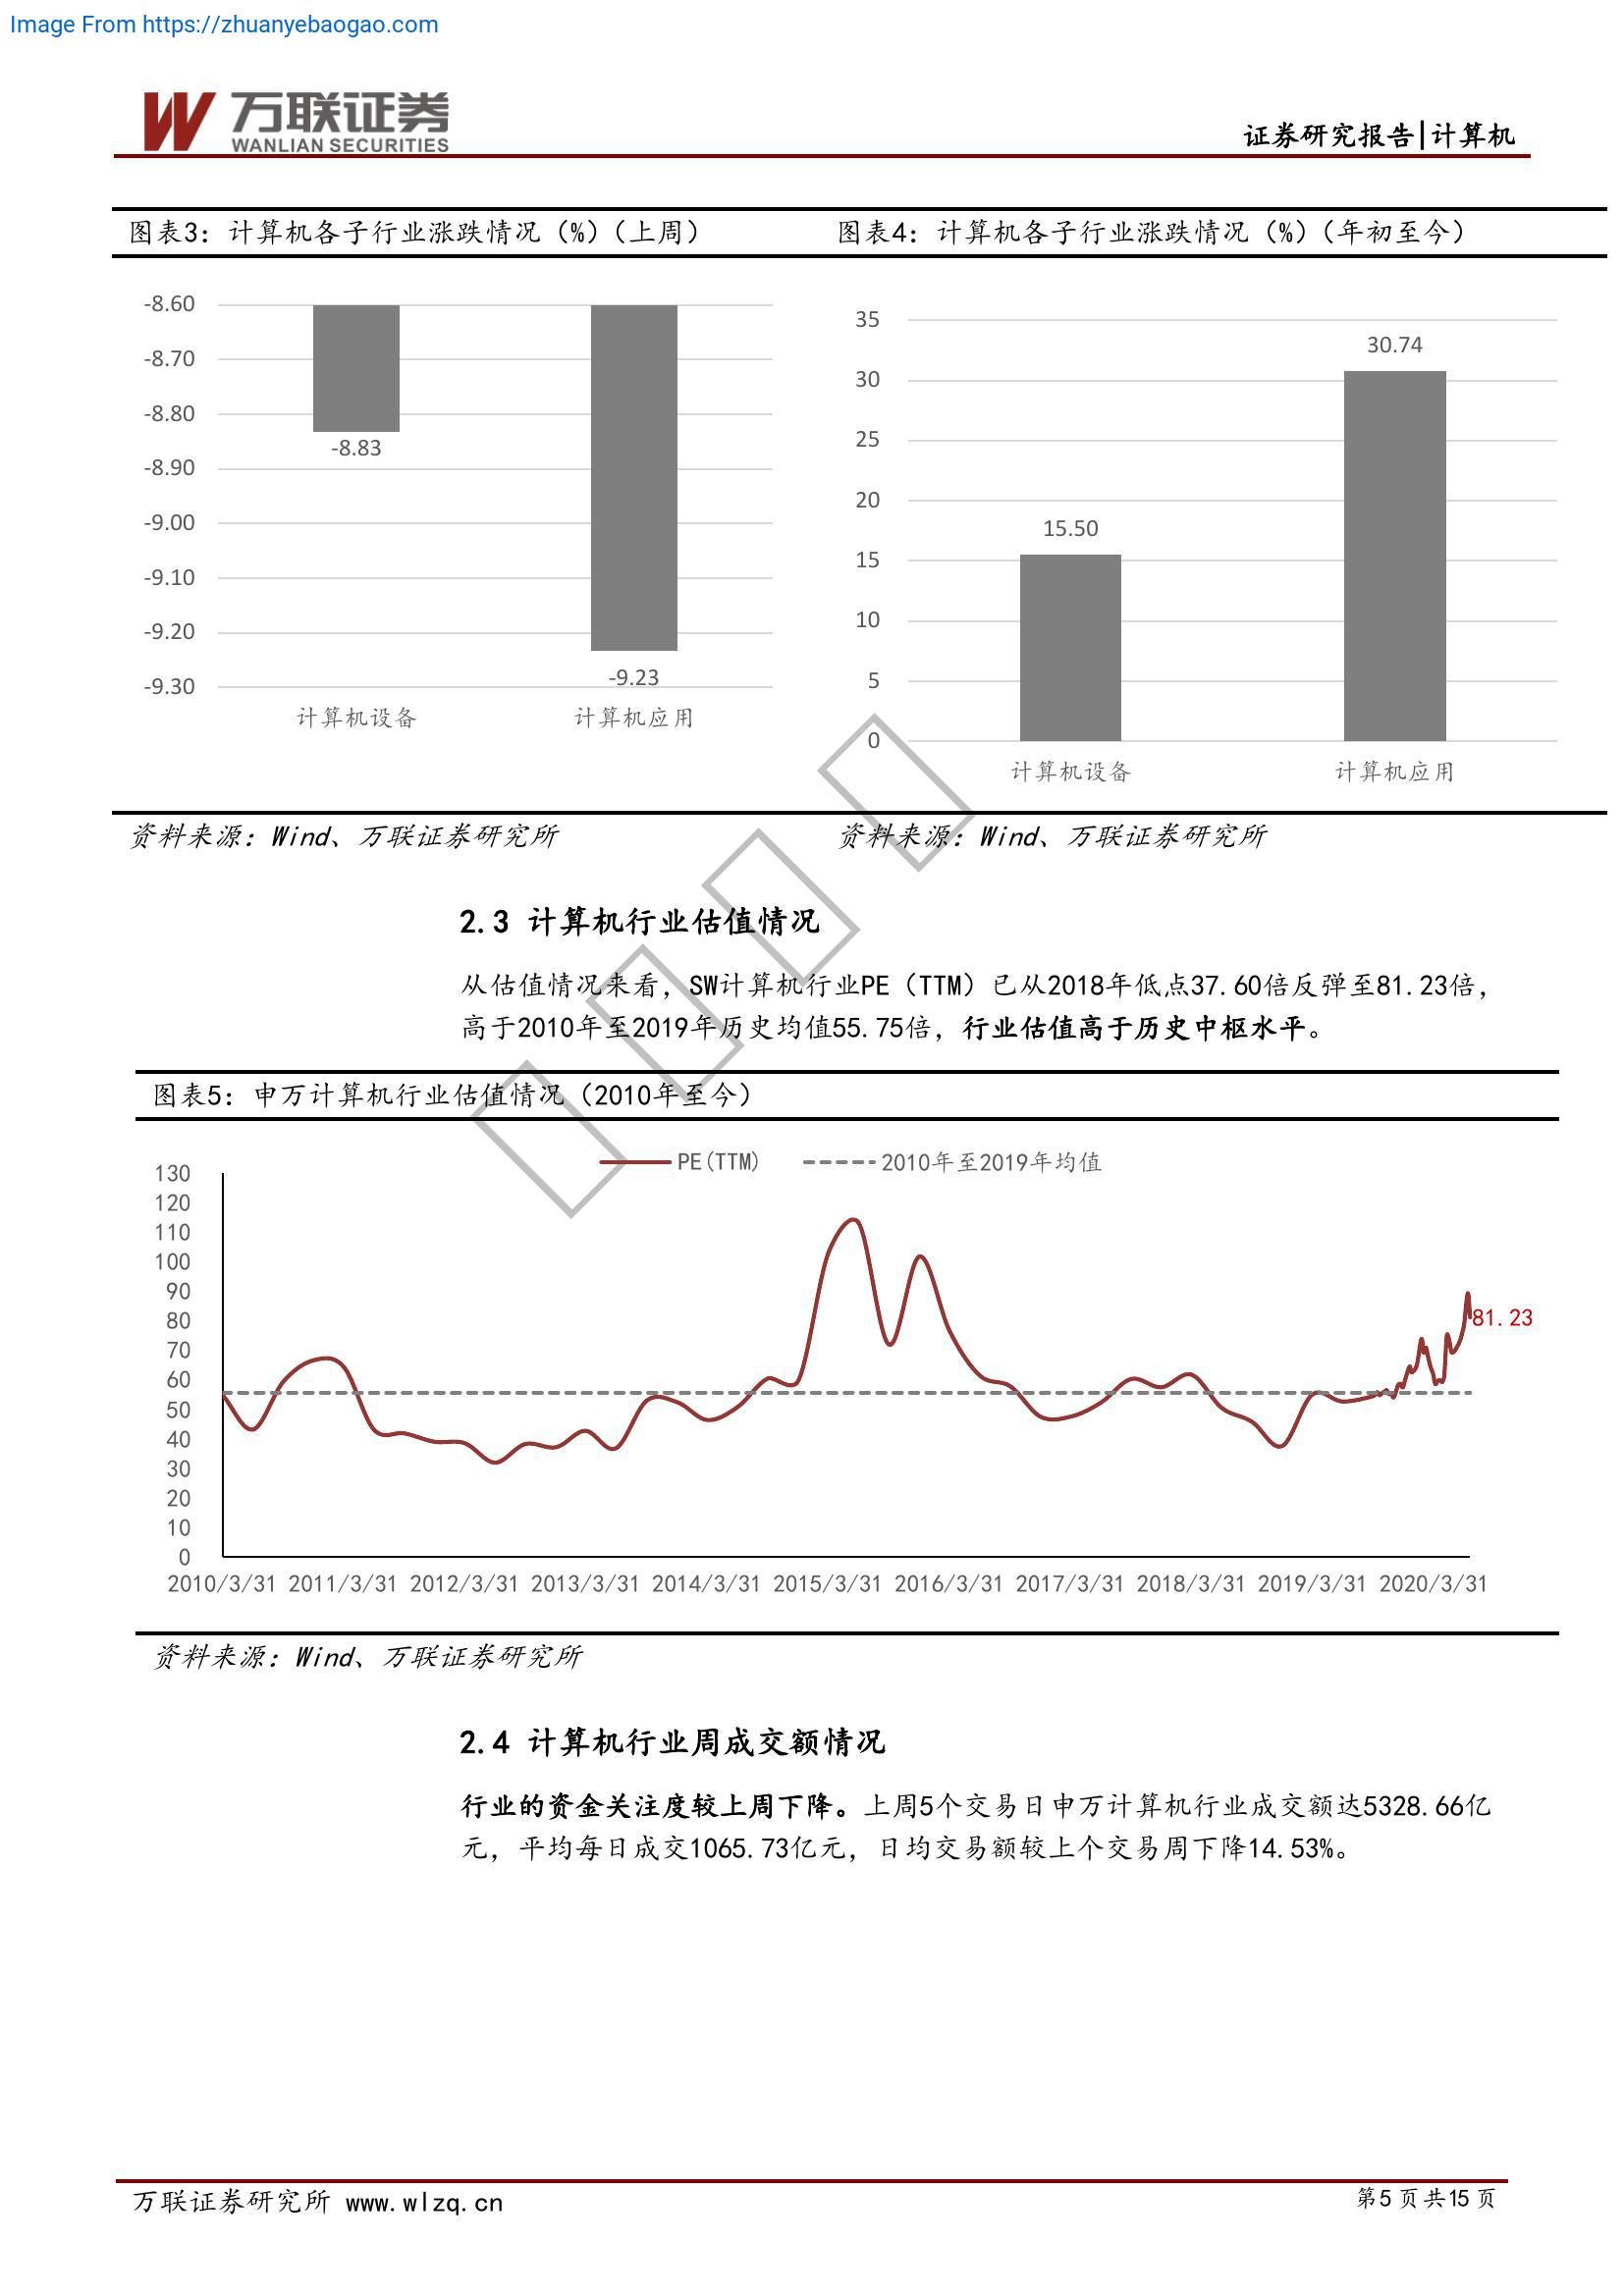 Image From https://zhuanyebaogao.com
万联证券
WANLIAN SECURITIES
证券研究报告|计算机
图表3：计算机各子行业涨跌情况（%）（上周）
图表4：计算机各子行业涨跌情况（%）（年初至今）
-8.60
-8.70
-8.80
-8.90
-9.00
-9.10
-9.20
-9.30
-8.83
-9.23
计算机设备
计算机应用
35
30
25
20
15
10
5
0
15.50
30.74
计算机设备
计算机应用
资料来源：Wind、万联证券研究所
资料来源：Wind、万联证券研究所
2.3 计算机行业估值情况
从估值情况来看，SW计算机行业PE（TTM）已从2018年低点37.60倍反弹至81.23倍，
高于2010年至2019年历史均值55.75倍，行业估值高于历史中枢水平。
图表5：申万计算机行业估值情况（2010年至今）
PE(TTM)
2010年至2019年均值
130
120
110
100
90
80
70
60
50
40
30
20
10
0
81.23
2010/3/31 2011/3/31 2012/3/31 2013/3/31 2014/3/31 2015/3/31 2016/3/31 2017/3/31 2018/3/31 2019/3/31 2020/3/31
资料来源：Wind、万联证券研究所
2.4 计算机行业周成交额情况
行业的资金关注度较上周下降。上周5个交易日申万计算机行业成交额达5328.66亿
元，平均每日成交1065.73亿元，日均交易额较上个交易周下降14.53%。
万联证券研究所 www.wlzq.cn
第5页共15页